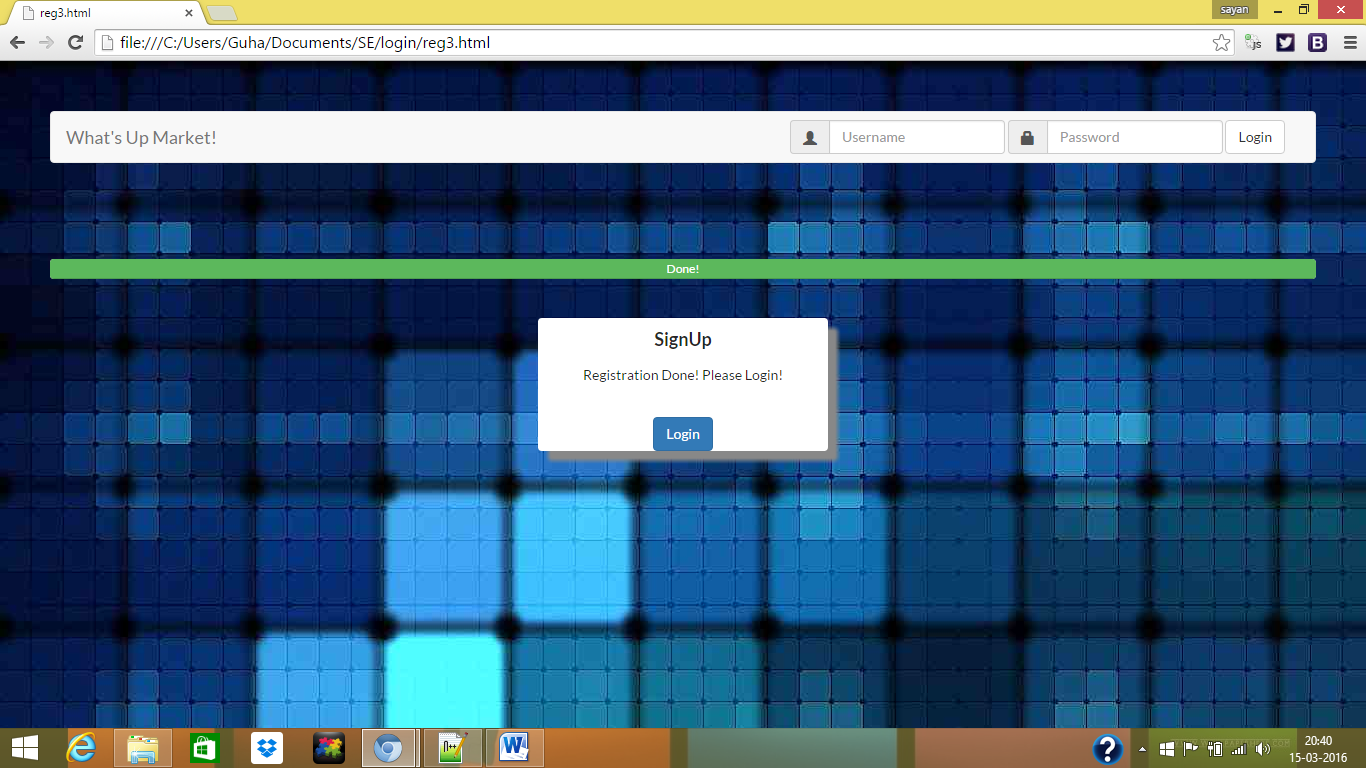 reg3.html
sayan
file:///C:/Users/Guha/Documents/SE/login/reg3.html
js
B
What's Up Market!
Username
Password
Login
Done!
SignUp
Registration Done! Please Login!
Login
N++
W
?
20:40
15-03-2016